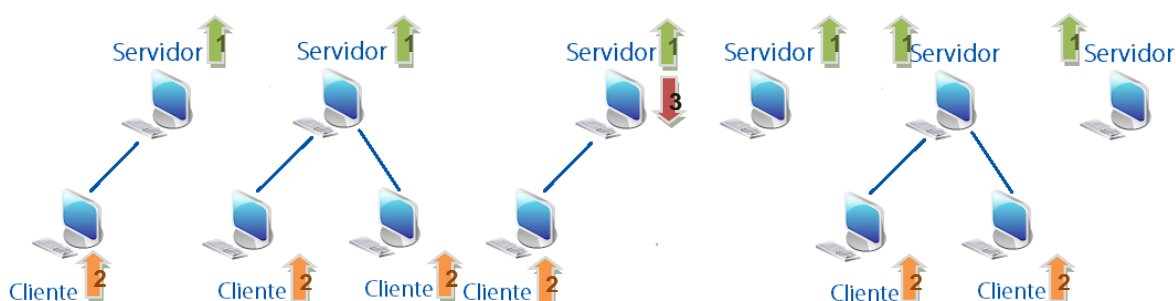 Servidor 1 Servidor 1 Servidor 1 Servidor 1 1 Servidor 1 Servidor
3
Cliente 2 Cliente 2 Cliente 2 Cliente 2 Cliente 2 Cliente 2